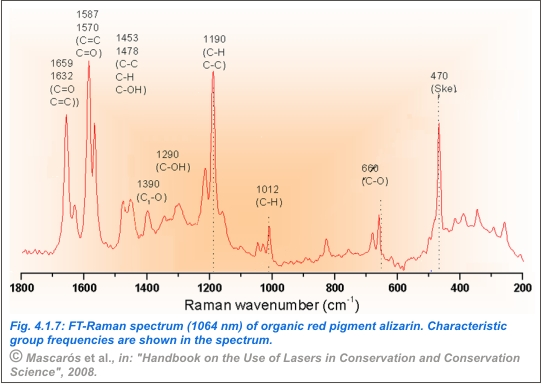 1587
1570
(C=C
C=O)
1453
1478
(C-C
C-H
C-OH)
1190
(C-H
C-C)
1659
1632
(C=O
C=C))
470
(Ske.
1290
(C-OH)
660
(C-O)
1390
(C-O)
1012
(C-H)
1800 1600 1400 1200 1000 800 600 400 200
Raman wavenumber (cm-1)
Fig. 4.1.7: FT-Raman spectrum (1064 nm) of organic red pigment alizarin. Characteristic
group frequencies are shown in the spectrum.
© Mascarós et al., in: "Handbook on the Use of Lasers in Conservation and Conservation
Science", 2008.